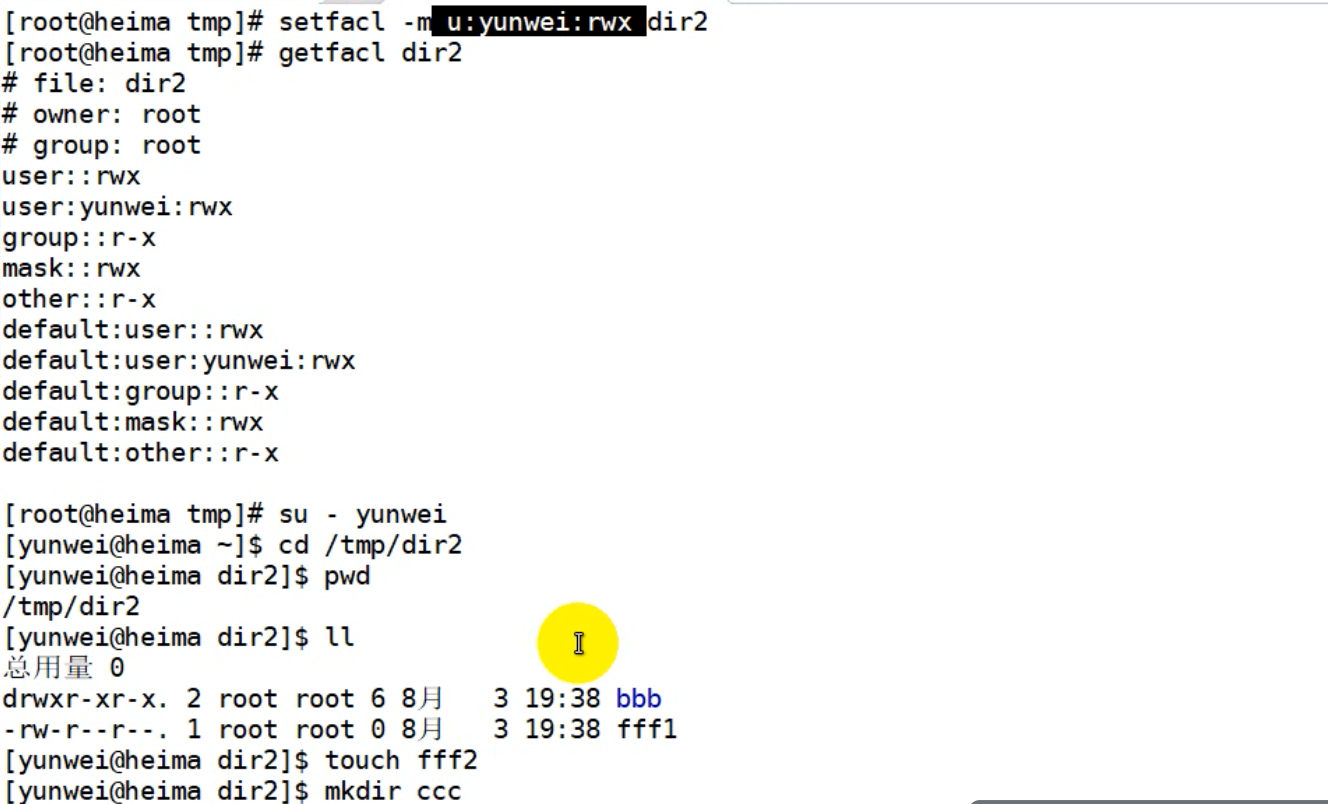 [root@heima tmp]# setfacl -m u:yunwei:rwx dir2
[root@heima tmp]# getfacl dir2
# file: dir2
# owner: root
# group: root
user::rwx
user:yunwei:rwx
group::r-x
mask::rwx
other::r-x
default:user::rwx
default:user:yunwei:rwx
default:group::r-x
default:mask::rwx
default:other::r-x

[root@heima tmp]# su - yunwei
[yunwei@heima ~]$ cd /tmp/dir2
[yunwei@heima dir2]$ pwd
/tmp/dir2
[yunwei@heima dir2]$ ll
总用量 0
drwxr-xr-x. 2 root root 6 8月   3 19:38 bbb
-rw-r--r--. 1 root root 0 8月   3 19:38 fff1
[yunwei@heima dir2]$ touch fff2
[yunwei@heima dir2]$ mkdir ccc